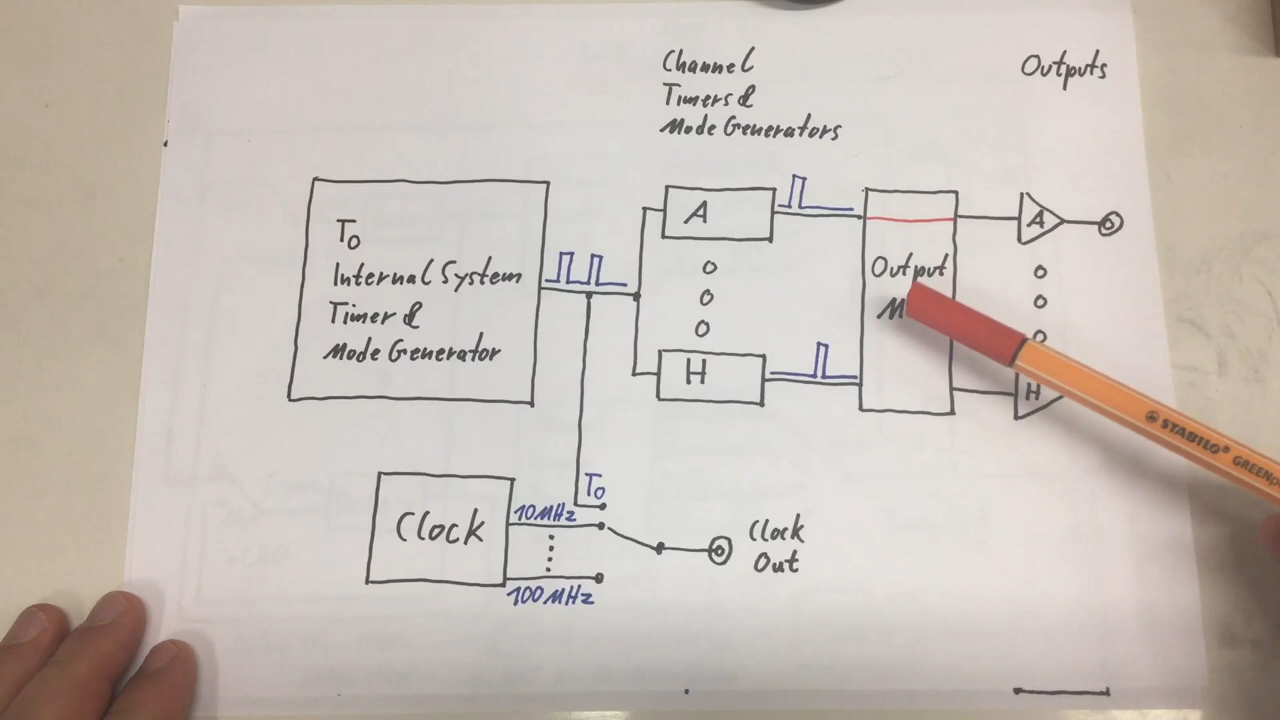 Channel
Timers &
Mode Generators
Outputs
T0
Internal System
Timer &
Mode Generator
A
H
Output
M
A
H
Clock
T0
10MHz
100MHz
Clock
Out
STABILO® GREEN